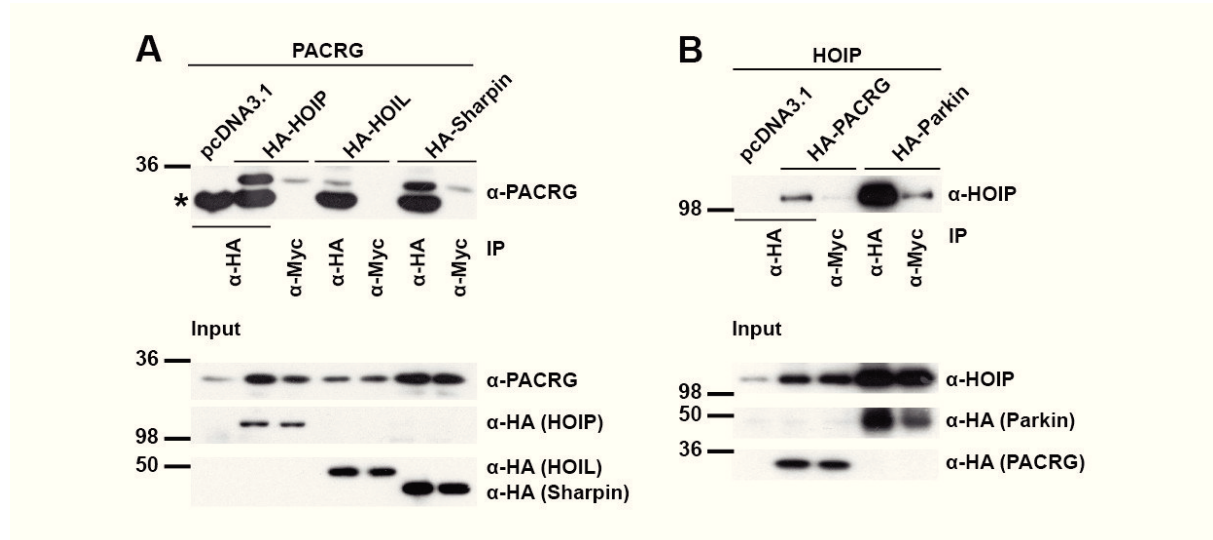 A
PACRG
pcDNA3.1
HA-HOIP
HA-HOIL
HA-Sharpin
36
*
α-PACRG
α-HA
α-Myc
α-HA
α-Myc
α-HA
α-Myc
IP
Input
36
α-PACRG
α-HA (HOIP)
98
50
α-HA (HOIL)
α-HA (Sharpin)
B
HOIP
pcDNA3.1
HA-PACRG
HA-Parkin
α-HOIP
98
α-HA
α-Myc
α-HA
α-Myc
IP
Input
α-HOIP
98
50
α-HA (Parkin)
36
α-HA (PACRG)